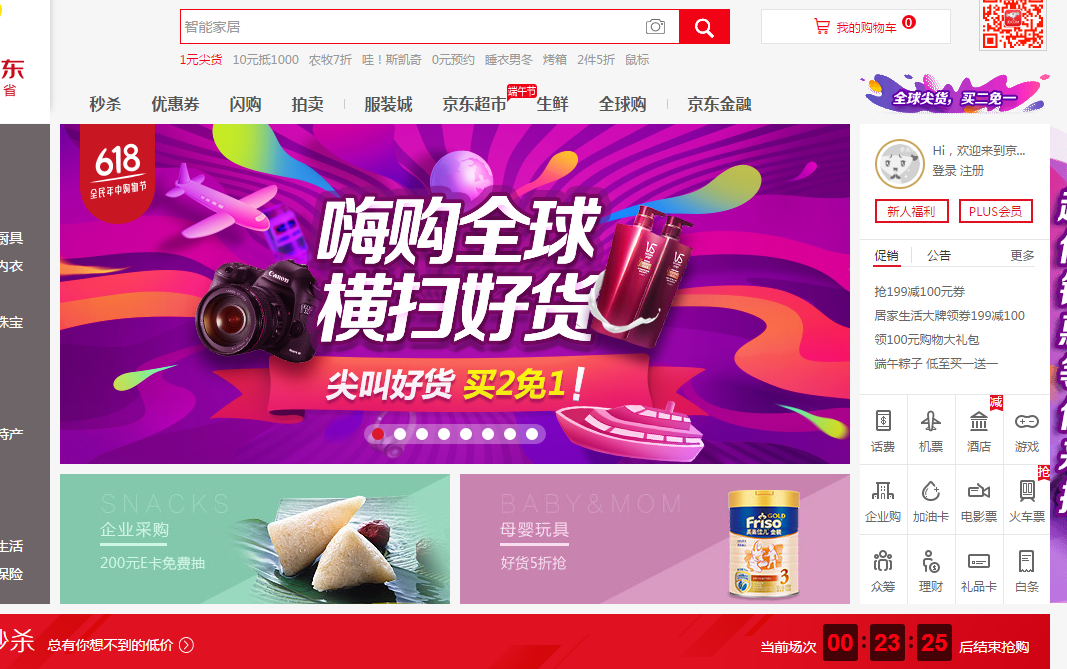 东
省
智能家居
我的购物车 0
1元尖货 10元抵1000 农牧7折 哇！斯凯奇 0元预约 睡衣男冬 烤箱 2件5折 鼠标
秒杀 优惠券 闪购 拍卖 服装城 京东超市 端午节 生鲜 全球购 京东金融
全球尖货，买二免一
厨具
内衣
珠宝
特产
生活
保险
618
全民年中购物节
嗨购全球
横扫好货
Canon
VS
VS
尖叫好货 买2免1！
Hi，欢迎来到京...
登录 注册
新人福利 PLUS会员
促销 公告 更多
抢199减100元券
居家生活大牌领券199减100
领100元购物大礼包
端午粽子 低至买一送一
减
话费 机票 酒店 游戏
抢
企业购 加油卡 电影票 火车票
众筹 理财 礼品卡 白条
SNACKS
企业采购
200元E卡免费抽
BABY&MOM
母婴玩具
好货5折抢
GOLD
Friso
美素佳儿 金装
3
秒杀 总有你想不到的低价
当前场次 00:23:25 后结束抢购